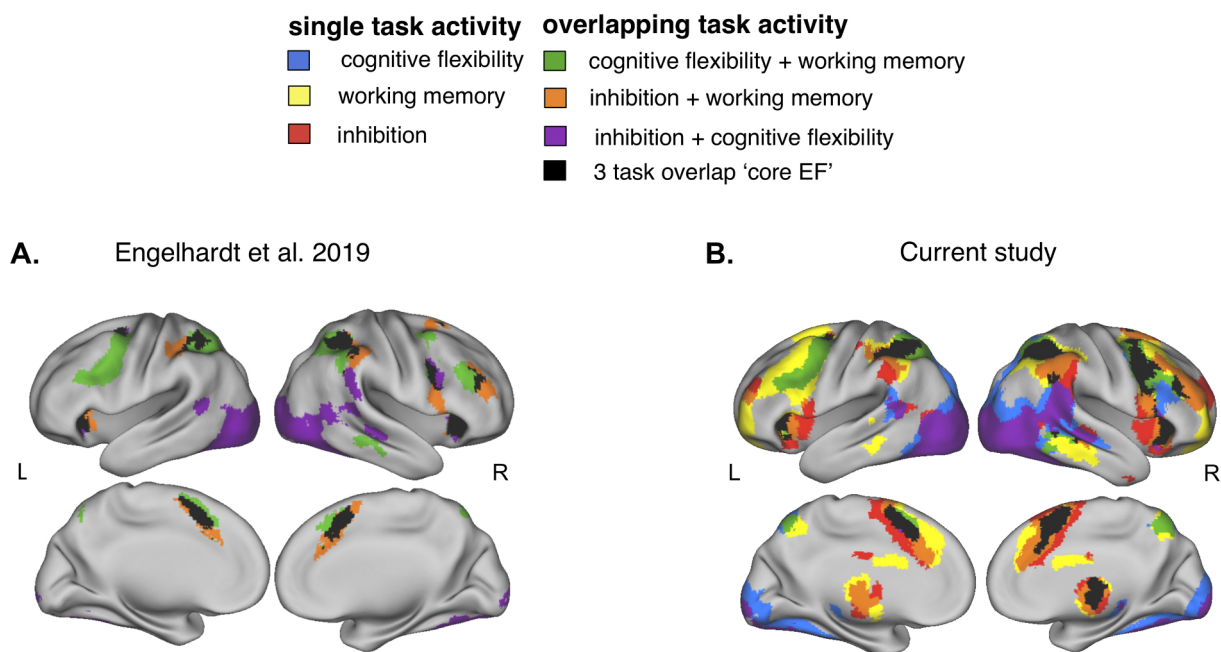 single task activity
cognitive flexibility
working memory
inhibition
overlapping task activity
cognitive flexibility + working memory
inhibition + working memory
inhibition + cognitive flexibility
3 task overlap ‘core EF’
A. Engelhardt et al. 2019
L R
B. Current study
L R